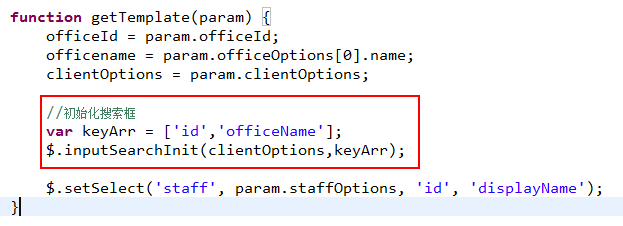 function getTemplate(param) {
officeId = param.officeId;
officename = param.officeOptions[0].name;
clientOptions = param.clientOptions;
//初始化搜索框
var keyArr = ['id','officeName'];
$.inputSearchInit(clientOptions,keyArr);
$.setSelect('staff', param.staffOptions, 'id', 'displayName');
}